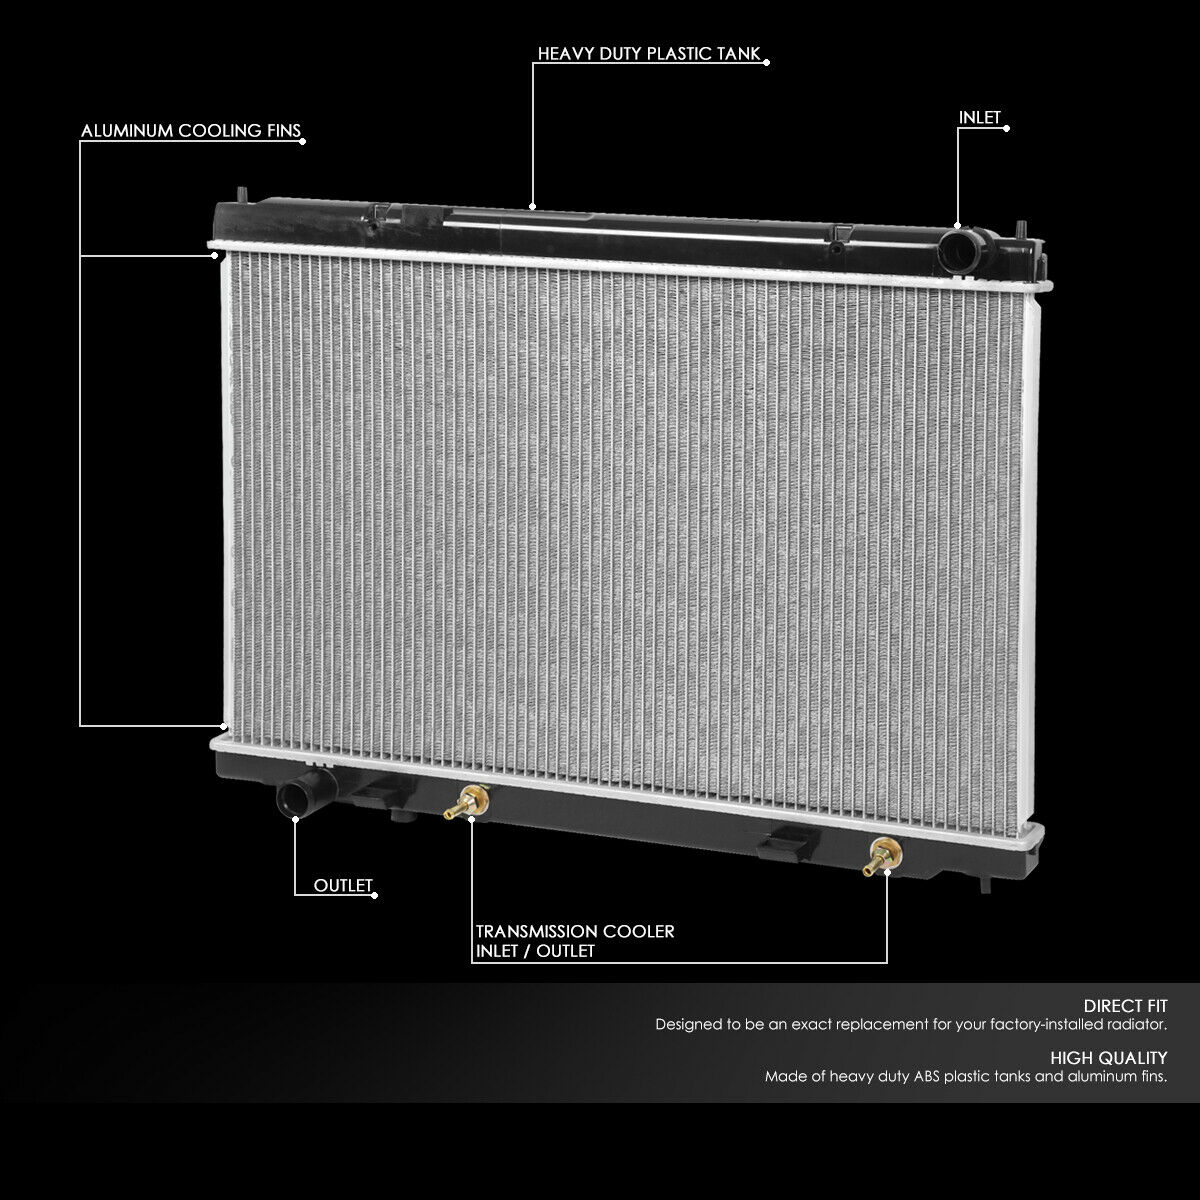 HEAVY DUTY PLASTIC TANK
INLET
ALUMINUM COOLING FINS
OUTLET
TRANSMISSION COOLER
INLET / OUTLET
DIRECT FIT
Designed to be an exact replacement for your factory-installed radiator.
HIGH QUALITY
Made of heavy duty ABS plastic tanks and aluminum fins.